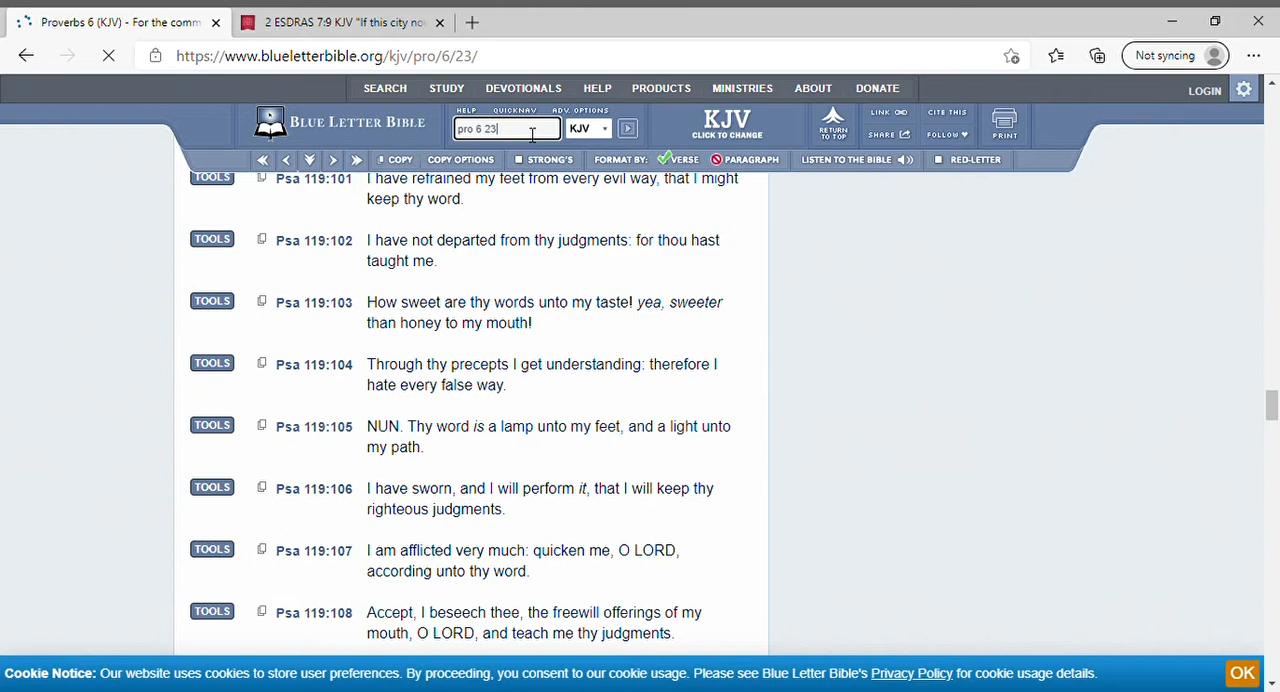 Proverbs 6 (KJV) - For the comm
2 ESDRAS 7:9 KJV "If this city no
https://www.blueletterbible.org/kjv/pro/6/23/
Not syncing
SEARCH STUDY DEVOTIONALS HELP PRODUCTS MINISTRIES ABOUT DONATE
LOGIN
BLUE LETTER BIBLE
HELP QUICKNAV ADV. OPTIONS
pro 6 23
KJV
KJV
CLICK TO CHANGE
RETURN
TO TOP
LINK
CITE THIS
SHARE
FOLLOW
PRINT
COPY COPY OPTIONS STRONG'S FORMAT BY: VERSE PARAGRAPH LISTEN TO THE BIBLE RED-LETTER
TOOLS Psa 119:101 I have refrained my feet from every evil way, that I might
keep thy word.
TOOLS Psa 119:102 I have not departed from thy judgments: for thou hast
taught me.
TOOLS Psa 119:103 How sweet are thy words unto my taste! yea, sweeter
than honey to my mouth!
TOOLS Psa 119:104 Through thy precepts I get understanding: therefore I
hate every false way.
TOOLS Psa 119:105 NUN. Thy word is a lamp unto my feet, and a light unto
my path.
TOOLS Psa 119:106 I have sworn, and I will perform it, that I will keep thy
righteous judgments.
TOOLS Psa 119:107 I am afflicted very much: quicken me, O LORD,
according unto thy word.
TOOLS Psa 119:108 Accept, I beseech thee, the freewill offerings of my
mouth, O LORD, and teach me thy judgments.
Cookie Notice: Our website uses cookies to store user preferences. By proceeding, you consent to our cookie usage. Please see Blue Letter Bible's Privacy Policy for cookie usage details.
OK